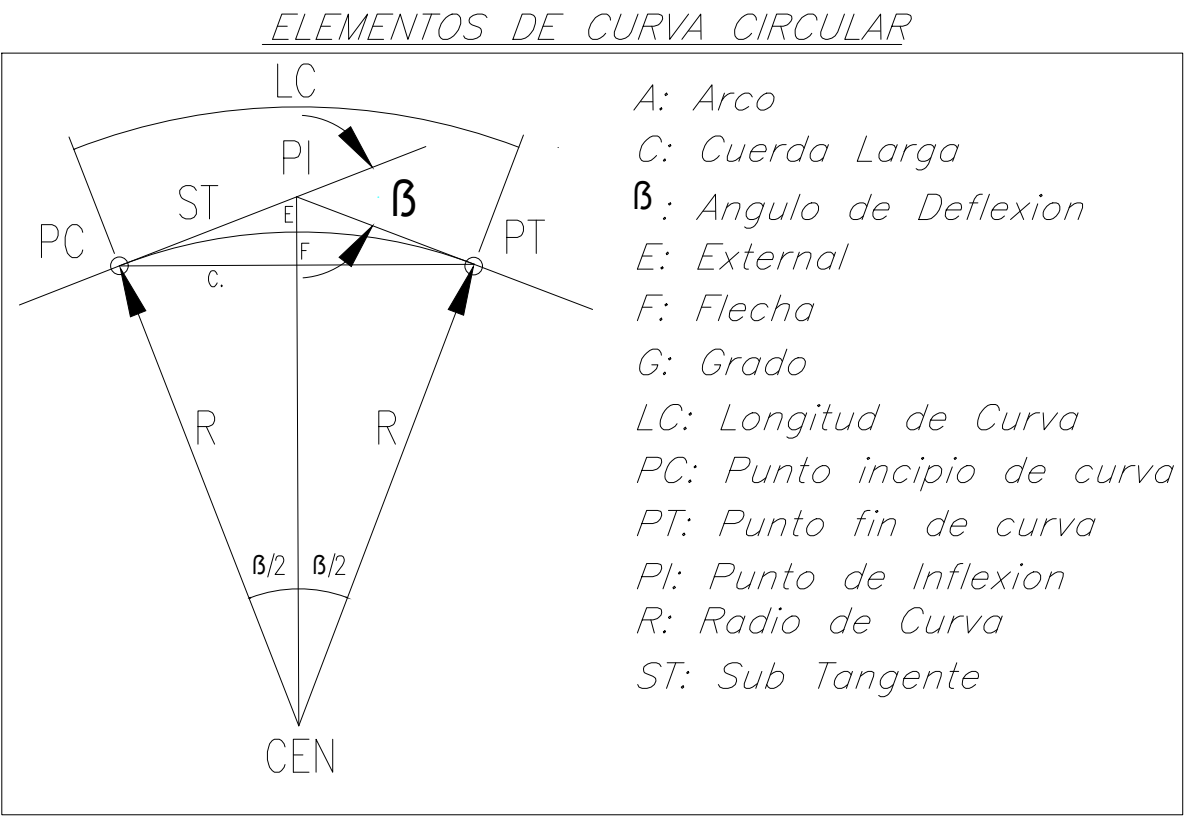 ELEMENTOS DE CURVA CIRCULAR
LC
PI
ST
E
ß
PC
PT
F
C.
R
R
ß/2
ß/2
CEN
A: Arco
C: Cuerda Larga
ß: Angulo de Deflexion
E: External
F: Flecha
G: Grado
LC: Longitud de Curva
PC: Punto incipio de curva
PT: Punto fin de curva
PI: Punto de Inflexion
R: Radio de Curva
ST: Sub Tangente